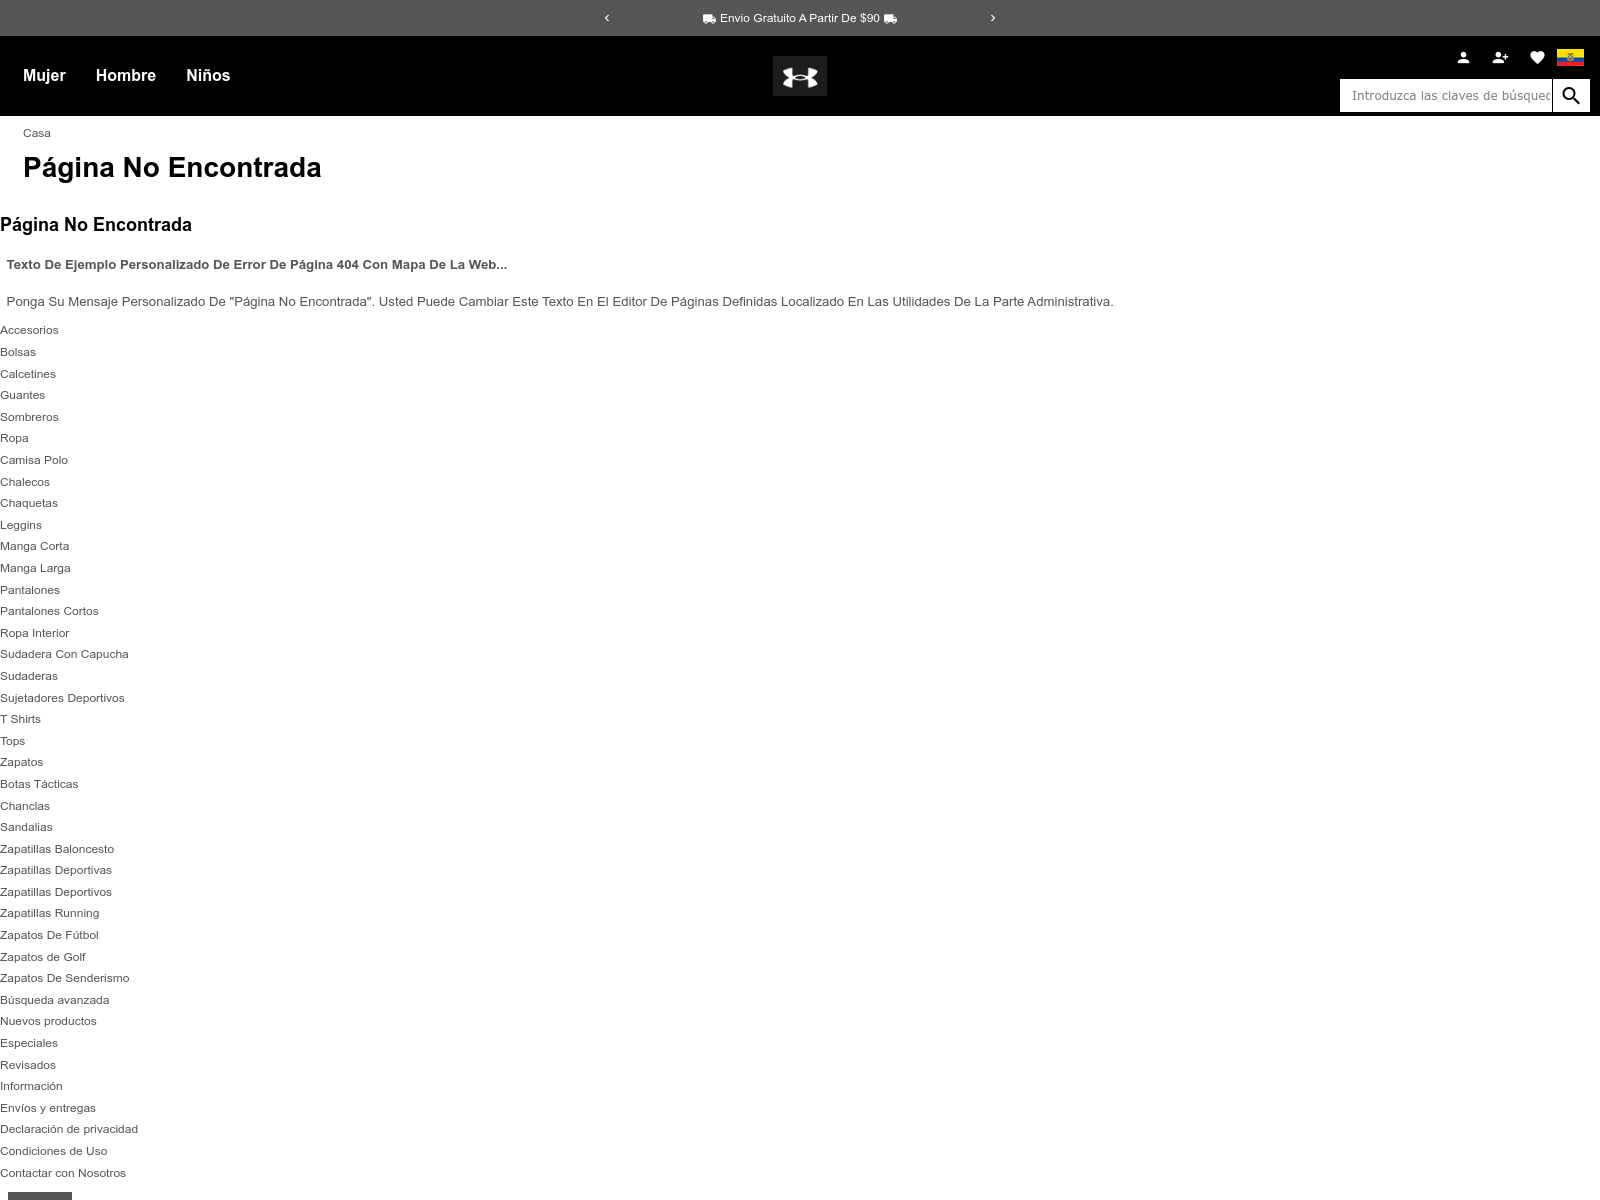 Envio Gratuito A Partir De $90
Mujer
Hombre
Niños
Introduzca las claves de búsqued
Casa
Página No Encontrada
Página No Encontrada
Texto De Ejemplo Personalizado De Error De Página 404 Con Mapa De La Web...
Ponga Su Mensaje Personalizado De "Página No Encontrada". Usted Puede Cambiar Este Texto En El Editor De Páginas Definidas Localizado En Las Utilidades De La Parte Administrativa.
Accesorios
Bolsas
Calcetines
Guantes
Sombreros
Ropa
Camisa Polo
Chalecos
Chaquetas
Leggins
Manga Corta
Manga Larga
Pantalones
Pantalones Cortos
Ropa Interior
Sudadera Con Capucha
Sudaderas
Sujetadores Deportivos
T Shirts
Tops
Zapatos
Botas Tácticas
Chanclas
Sandalias
Zapatillas Baloncesto
Zapatillas Deportivas
Zapatillas Deportivos
Zapatillas Running
Zapatos De Fútbol
Zapatos de Golf
Zapatos De Senderismo
Búsqueda avanzada
Nuevos productos
Especiales
Revisados
Información
Envíos y entregas
Declaración de privacidad
Condiciones de Uso
Contactar con Nosotros